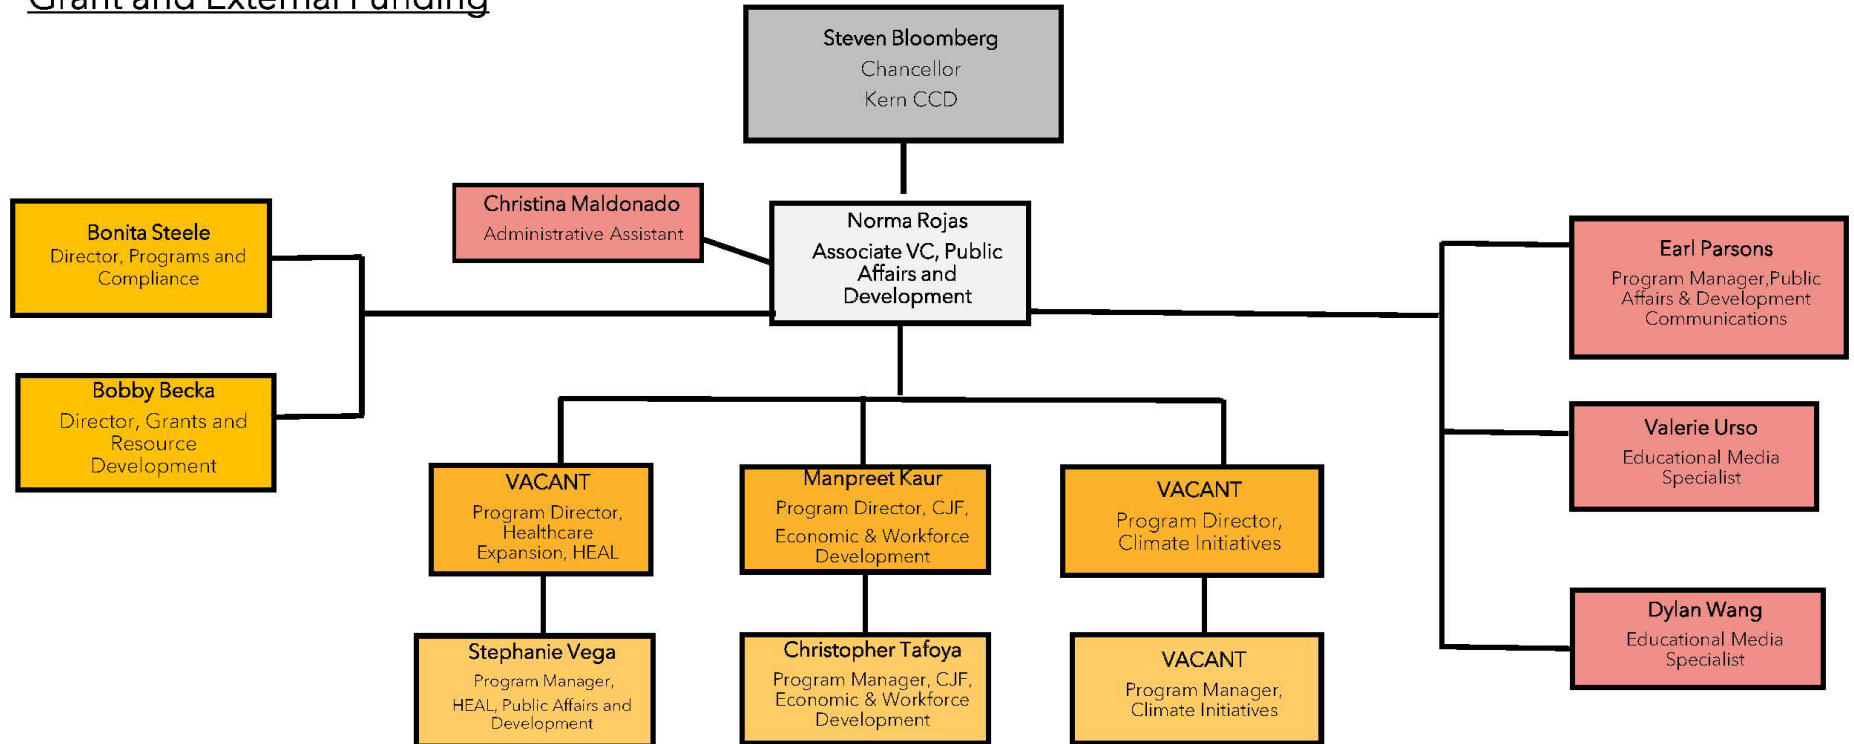 Grant and External Funding
Steven Bloomberg
Chancellor
Kern CCD
Christina Maldonado
Administrative Assistant
Norma Rojas
Associate VC, Public
Affairs and
Development
Bonita Steele
Director, Programs and
Compliance
Bobby Becka
Director, Grants and
Resource
Development
Earl Parsons
Program Manager,Public
Affairs & Development
Communications
Valerie Urso
Educational Media
Specialist
Dylan Wang
Educational Media
Specialist
VACANT
Program Director,
Healthcare
Expansion, HEAL
Manpreet Kaur
Program Director, CJF,
Economic & Workforce
Development
VACANT
Program Director,
Climate Initiatives
Stephanie Vega
Program Manager,
HEAL, Public Affairs and
Development
Christopher Tafoya
Program Manager, CJF,
Economic & Workforce
Development
VACANT
Program Manager,
Climate Initiatives